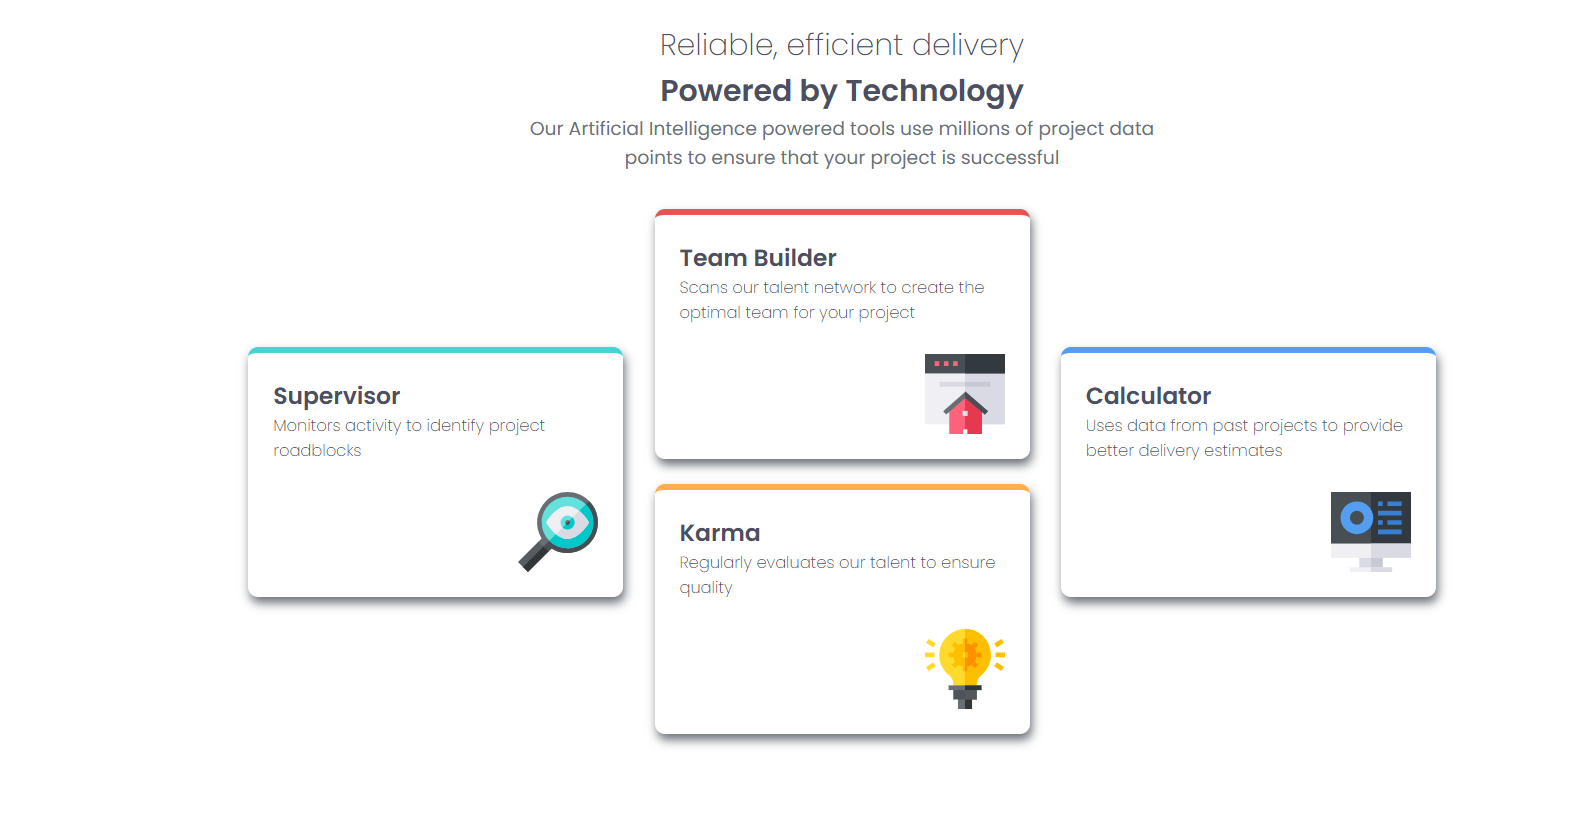 Reliable, efficient delivery
Powered by Technology
Our Artificial Intelligence powered tools use millions of project data
points to ensure that your project is successful
Supervisor
Monitors activity to identify project
roadblocks
Team Builder
Scans our talent network to create the
optimal team for your project
Karma
Regularly evaluates our talent to ensure
quality
Calculator
Uses data from past projects to provide
better delivery estimates